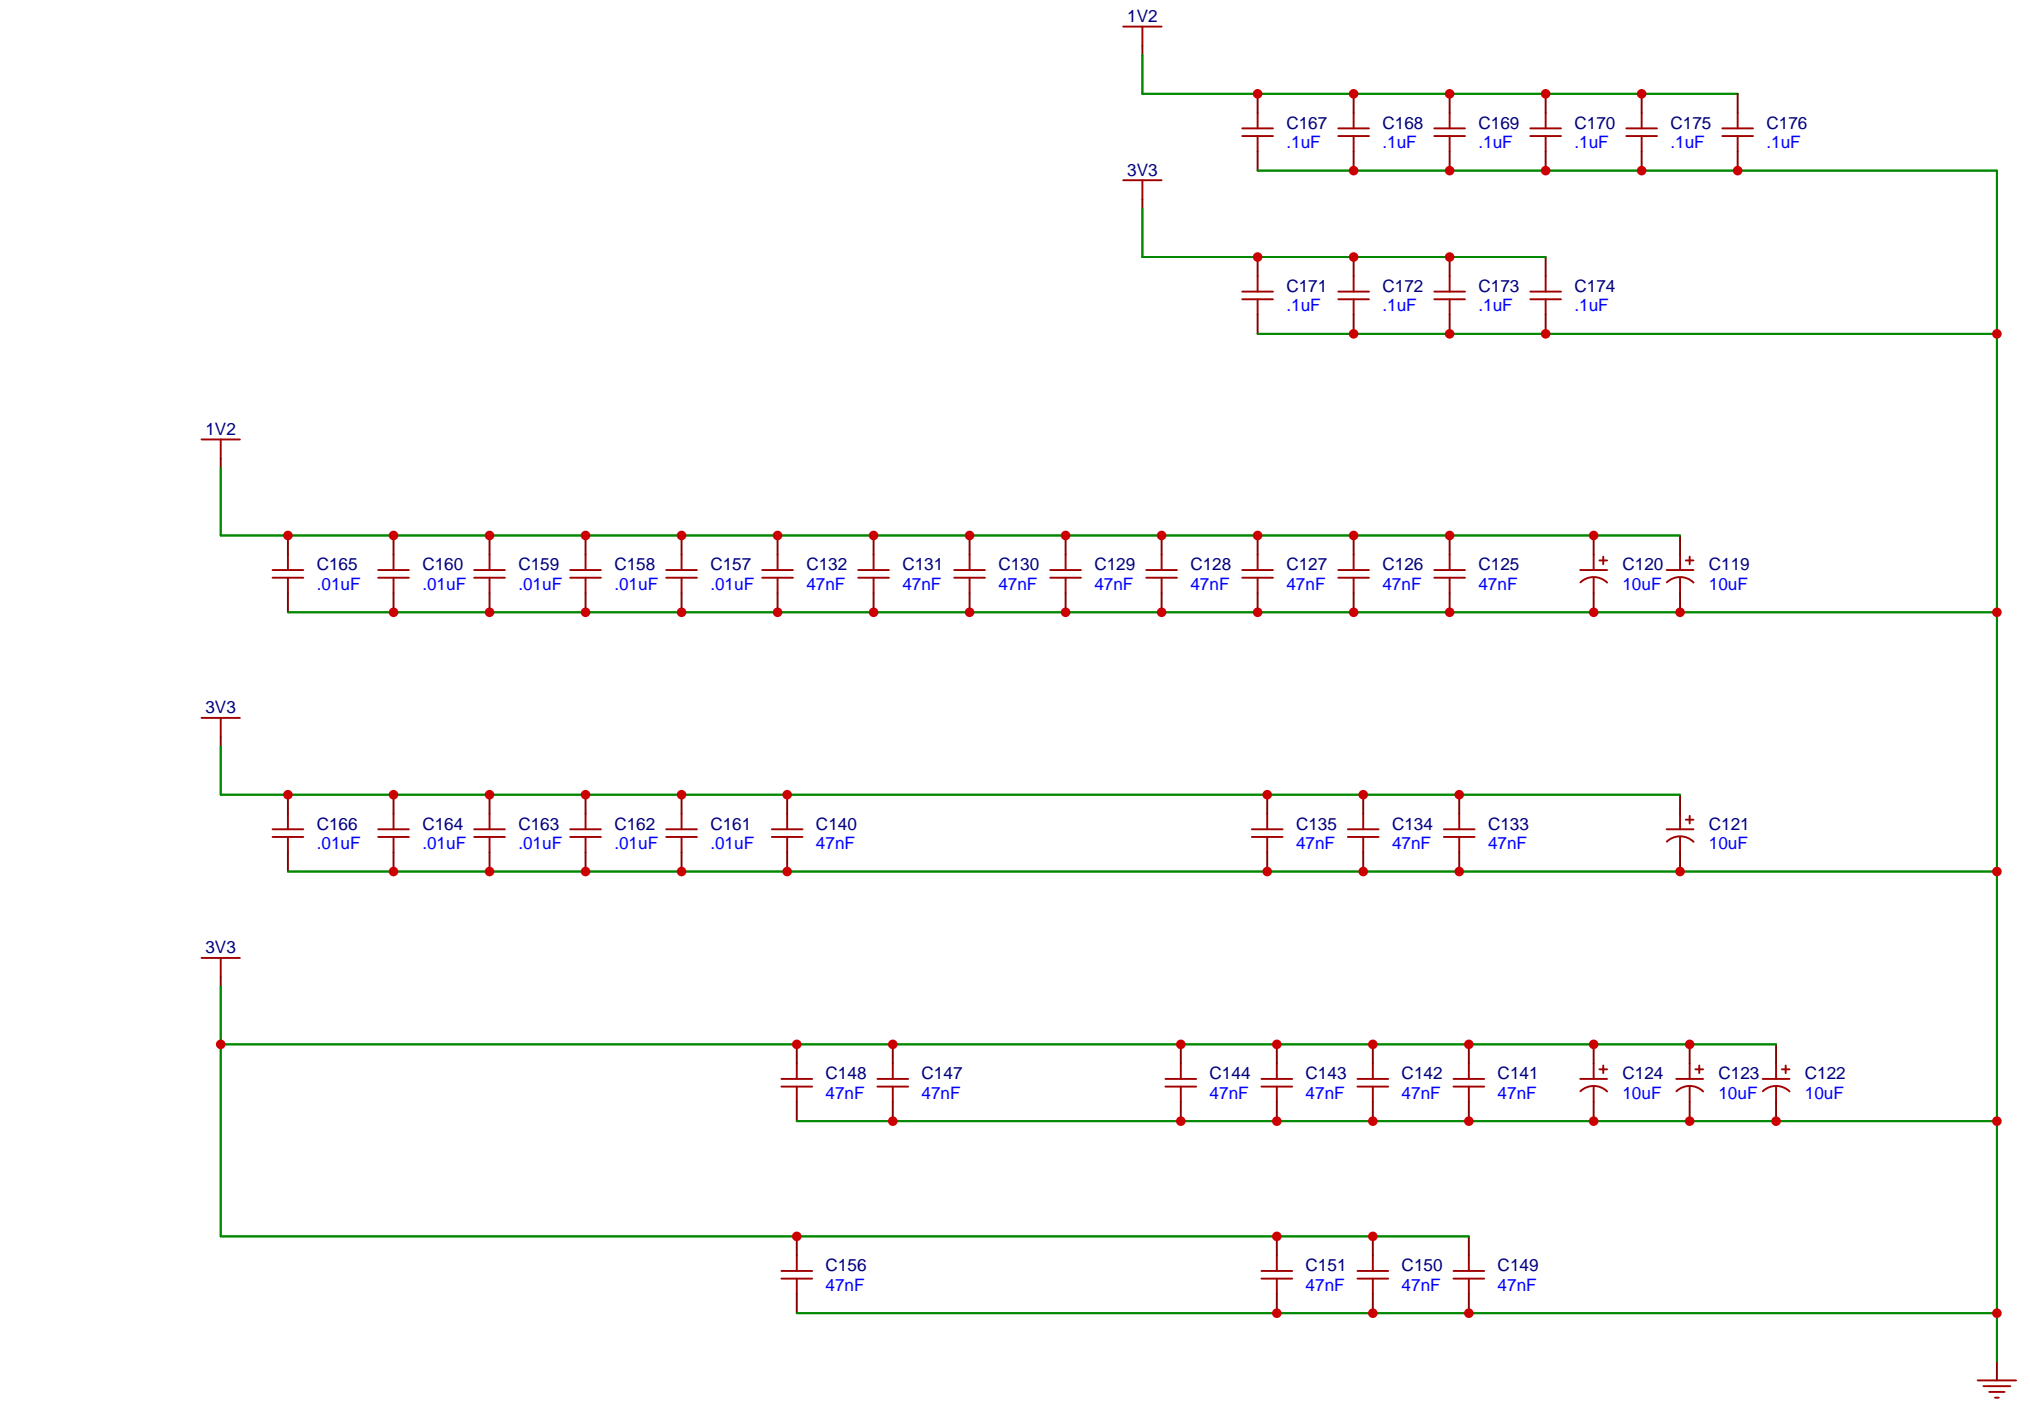 1V2
C167 C168 C169 C170 C175 C176
.1uF .1uF .1uF .1uF .1uF .1uF
3V3
C171 C172 C173 C174
.1uF .1uF .1uF .1uF
1V2
C165 C160 C159 C158 C157 C132 C131 C130 C129 C128 C127 C126 C125 + C120 + C119
.01uF .01uF .01uF .01uF .01uF 47nF 47nF 47nF 47nF 47nF 47nF 47nF 47nF 10uF 10uF
3V3
C166 C164 C163 C162 C161 C140 C135 C134 C133 + C121
.01uF .01uF .01uF .01uF .01uF 47nF 47nF 47nF 47nF 10uF
3V3
C148 C147 C144 C143 C142 C141 + C124 + C123 + C122
47nF 47nF 47nF 47nF 47nF 47nF 10uF 10uF 10uF
C156 C151 C150 C149
47nF 47nF 47nF 47nF